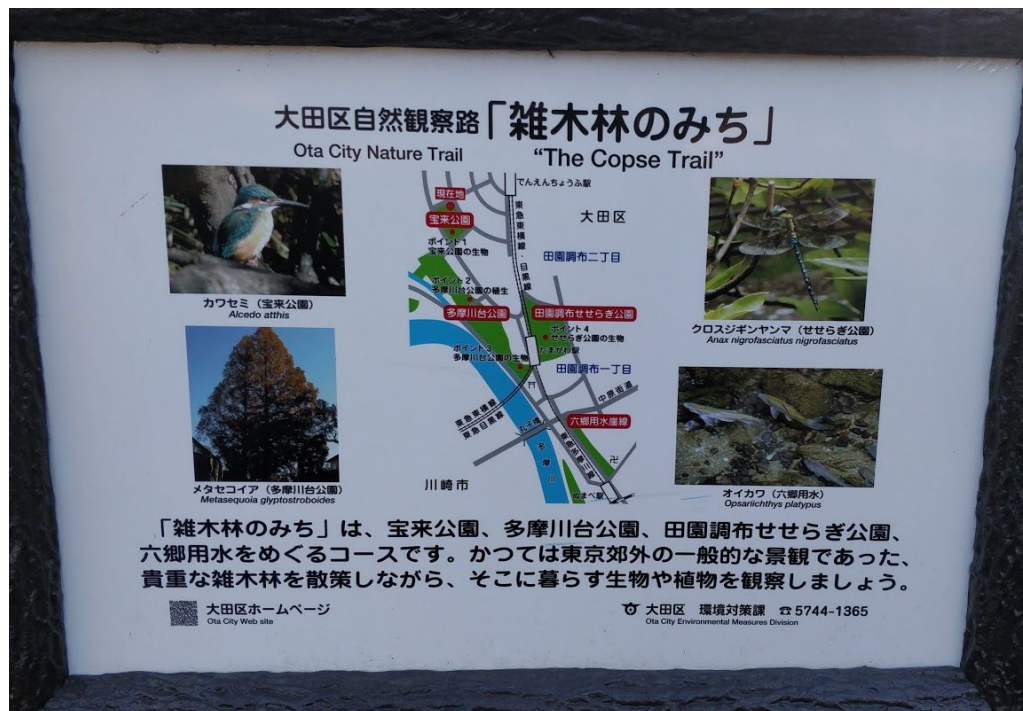 大田区自然観察路「雑木林のみち」
Ota City Nature Trail “The Copse Trail”
カワセミ（宝来公園）
Alcedo atthis
メタセコイア（多摩川台公園）
Metasequoia glyptostroboides
現在地
宝来公園
ポイント1
宝来公園の生物
ポイント2
多摩川台公園の植生
多摩川台公園
ポイント3
多摩川台公園の生物
でんえんちょうふ駅
東急東横線・目黒線
大田区
田園調布二丁目
田園調布せせらぎ公園
ポイント4
せせらぎ公園の生物
たまがわ駅
田園調布一丁目
中原街道
東急東横線
東急目黒線
丸子橋
六郷用水崖線
東急多摩川線
多摩川
川崎市
ぬまべ駅
卍
クロスジギンヤンマ（せせらぎ公園）
Anax nigrofasciatus nigrofasciatus
オイカワ（六郷用水）
Opsariichthys platypus
「雑木林のみち」は、宝来公園、多摩川台公園、田園調布せせらぎ公園、
六郷用水をめぐるコースです。かつては東京郊外の一般的な景観であった、
貴重な雑木林を散策しながら、そこに暮らす生物や植物を観察しましょう。
大田区ホームページ
Ota City Web site
大田区　環境対策課　☎5744-1365
Ota City Environmental Measures Division